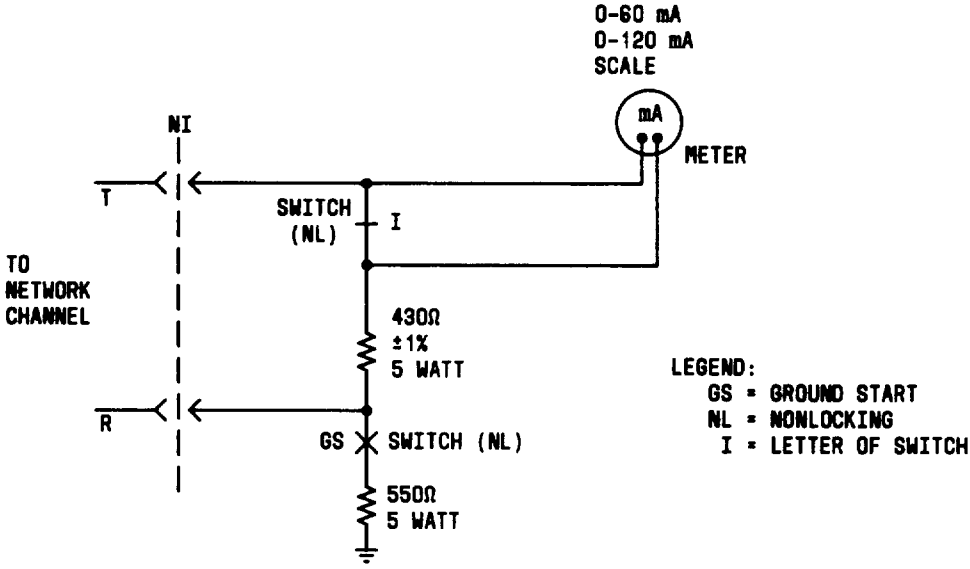 0-60 mA
0-120 mA
SCALE
mA
METER
NI
T
SWITCH
(NL)
I
TO
NETWORK
CHANNEL
430Ω
±1%
5 WATT
R
GS
SWITCH (NL)
550Ω
5 WATT
LEGEND:
GS = GROUND START
NL = NONLOCKING
I = LETTER OF SWITCH